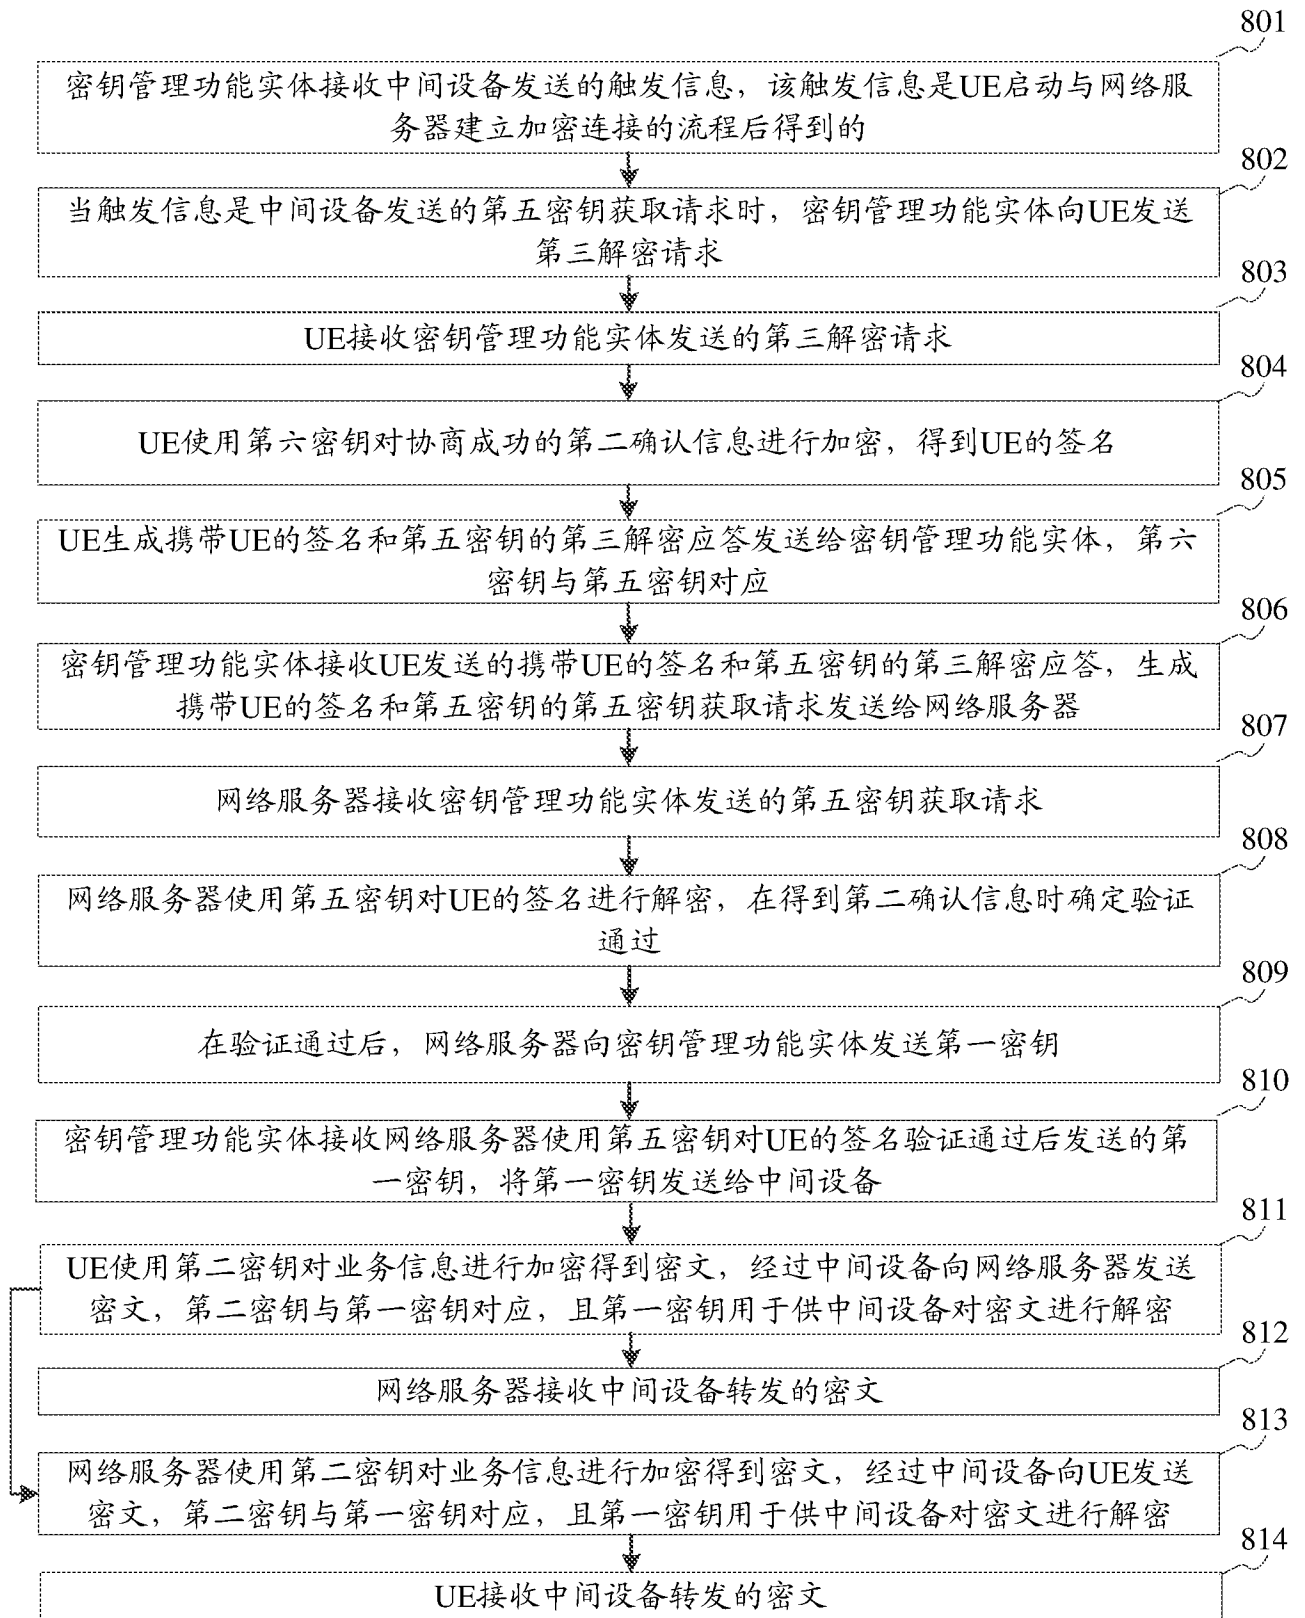 801
密钥管理功能实体接收中间设备发送的触发信息，该触发信息是UE启动与网络服
务器建立加密连接的流程后得到的
802
当触发信息是中间设备发送的第五密钥获取请求时，密钥管理功能实体向UE发送
第三解密请求
803
UE接收密钥管理功能实体发送的第三解密请求
804
UE使用第六密钥对协商成功的第二确认信息进行加密，得到UE的签名
805
UE生成携带UE的签名和第五密钥的第三解密应答发送给密钥管理功能实体，第六
密钥与第五密钥对应
806
密钥管理功能实体接收UE发送的携带UE的签名和第五密钥的第三解密应答，生成
携带UE的签名和第五密钥的第五密钥获取请求发送给网络服务器
807
网络服务器接收密钥管理功能实体发送的第五密钥获取请求
808
网络服务器使用第五密钥对UE的签名进行解密，在得到第二确认信息时确定验证
通过
809
在验证通过后，网络服务器向密钥管理功能实体发送第一密钥
810
密钥管理功能实体接收网络服务器使用第五密钥对UE的签名验证通过后发送的第
一密钥，将第一密钥发送给中间设备
811
UE使用第二密钥对业务信息进行加密得到密文，经过中间设备向网络服务器发送
密文，第二密钥与第一密钥对应，且第一密钥用于供中间设备对密文进行解密
812
网络服务器接收中间设备转发的密文
813
网络服务器使用第二密钥对业务信息进行加密得到密文，经过中间设备向UE发送
密文，第二密钥与第一密钥对应，且第一密钥用于供中间设备对密文进行解密
814
UE接收中间设备转发的密文